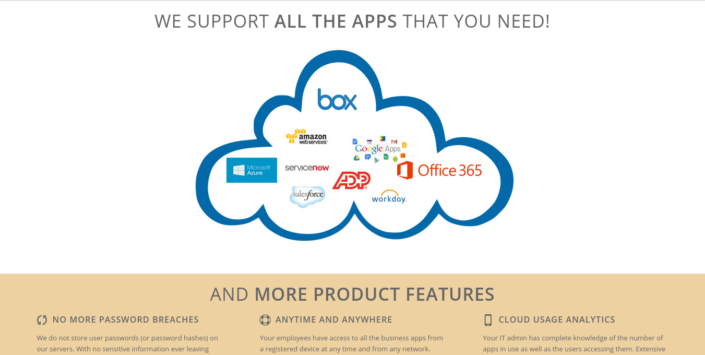 WE SUPPORT ALL THE APPS THAT YOU NEED!
box
amazon
webservices
Google Apps
Microsoft
Azure
servicenow
ADP
Office 365
salesforce
workday.
AND MORE PRODUCT FEATURES
NO MORE PASSWORD BREACHES
We do not store user passwords (or password hashes) on
our servers. With no sensitive information ever leaving
ANYTIME AND ANYWHERE
Your employees have access to all the business apps from
a registered device at any time and from any network.
CLOUD USAGE ANALYTICS
Your IT admin has complete knowledge of the number of
apps in use as well as the users accessing them. Extensive